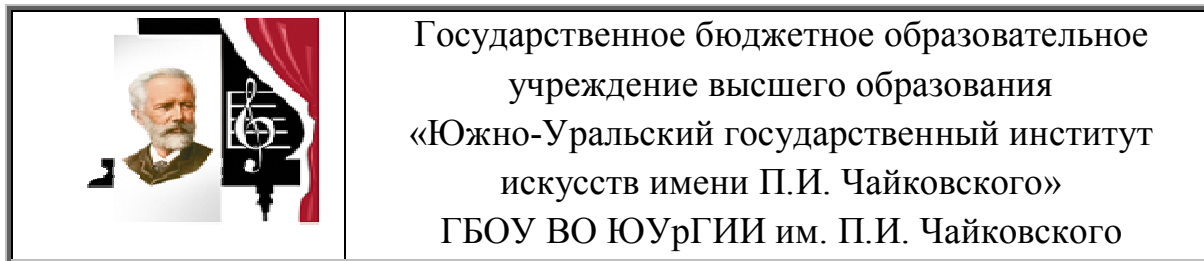 Государственное бюджетное образовательное
учреждение высшего образования
«Южно-Уральский государственный институт
искусств имени П.И. Чайковского»
ГБОУ ВО ЮУрГИИ им. П.И. Чайковского